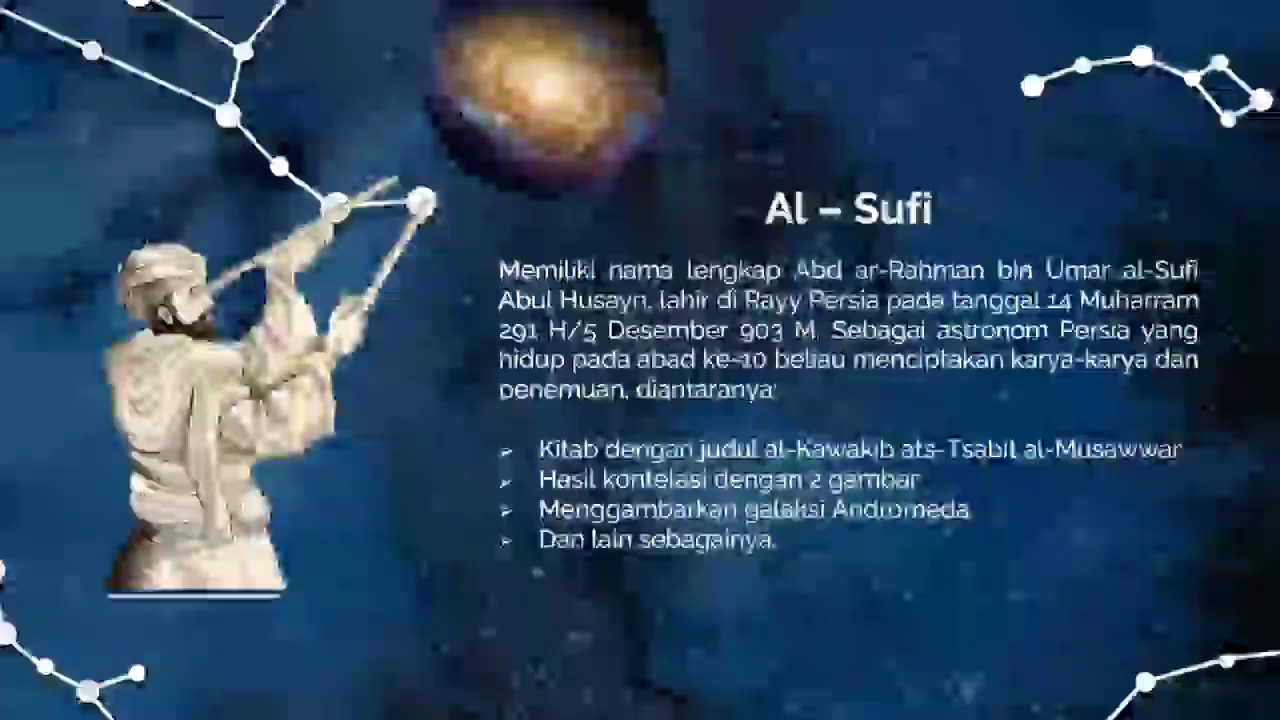 Al – Sufi
Memiliki nama lengkap Abd ar-Rahman bin Umar al-Sufi
Abul Husayn, lahir di Rayy Persia pada tanggal 14 Muharram
291 H/5 Desember 903 M. Sebagai astronom Persia yang
hidup pada abad ke-10 beliau menciptakan karya-karya dan
penemuan, diantaranya:
Kitab dengan judul al-Kawakib ats-Tsabit al-Musawwar
Hasil kontelasi dengan 2 gambar
Menggambarkan galaksi Andromeda
Dan lain sebagainya.